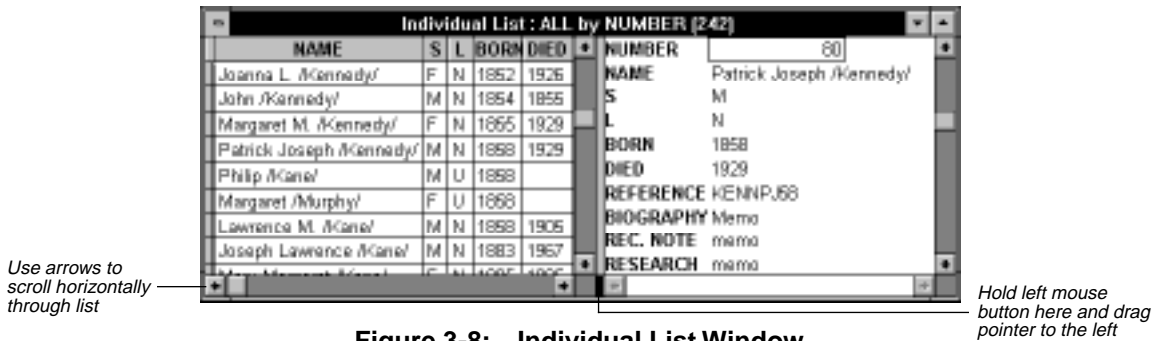 Individual List : ALL by NUMBER (242)
NAME S L BORN DIED
Joanna L. /Kennedy/ F N 1852 1926
John /Kennedy/ M N 1854 1855
Margaret M. /Kennedy/ F N 1855 1929
Patrick Joseph /Kennedy/ M N 1858 1929
Philip /Kane/ M U 1858
Margaret /Murphy/ F U 1868
Lawrence M. /Kane/ M N 1858 1905
Joseph Lawrence /Kane/ M N 1883 1967
NUMBER 80
NAME Patrick Joseph /Kennedy/
S M
L N
BORN 1858
DIED 1929
REFERENCE KENNPJ58
BIOGRAPHY Memo
REC. NOTE memo
RESEARCH memo
Use arrows to
scroll horizontally
through list
Hold left mouse
button here and drag
pointer to the left
Figure 3-8: Individual List Window